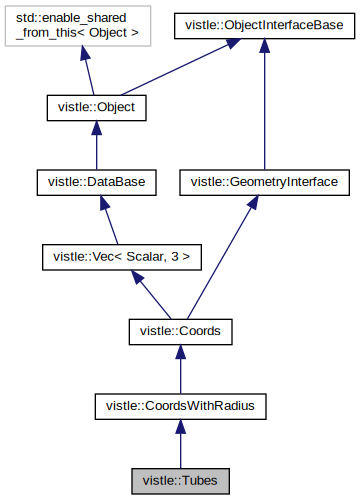 std::enable_shared
_from_this< Object >
vistle::ObjectInterfaceBase
vistle::Object
vistle::DataBase
vistle::GeometryInterface
vistle::Vec< Scalar, 3 >
vistle::Coords
vistle::CoordsWithRadius
vistle::Tubes